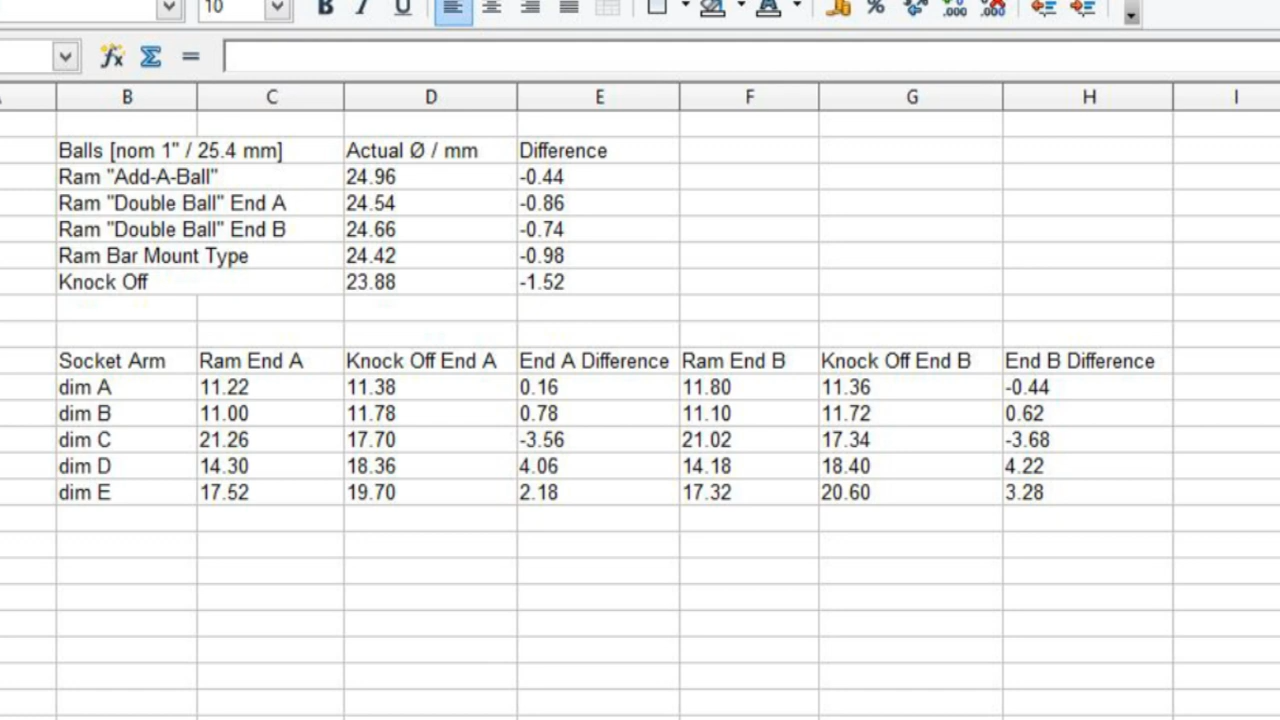 10 B I U
fx Σ =
B C D E F G H I
Balls [nom 1" / 25.4 mm] Actual Ø / mm Difference
Ram "Add-A-Ball" 24.96 -0.44
Ram "Double Ball" End A 24.54 -0.86
Ram "Double Ball" End B 24.66 -0.74
Ram Bar Mount Type 24.42 -0.98
Knock Off 23.88 -1.52
Socket Arm Ram End A Knock Off End A End A Difference Ram End B Knock Off End B End B Difference
dim A 11.22 11.38 0.16 11.80 11.36 -0.44
dim B 11.00 11.78 0.78 11.10 11.72 0.62
dim C 21.26 17.70 -3.56 21.02 17.34 -3.68
dim D 14.30 18.36 4.06 14.18 18.40 4.22
dim E 17.52 19.70 2.18 17.32 20.60 3.28